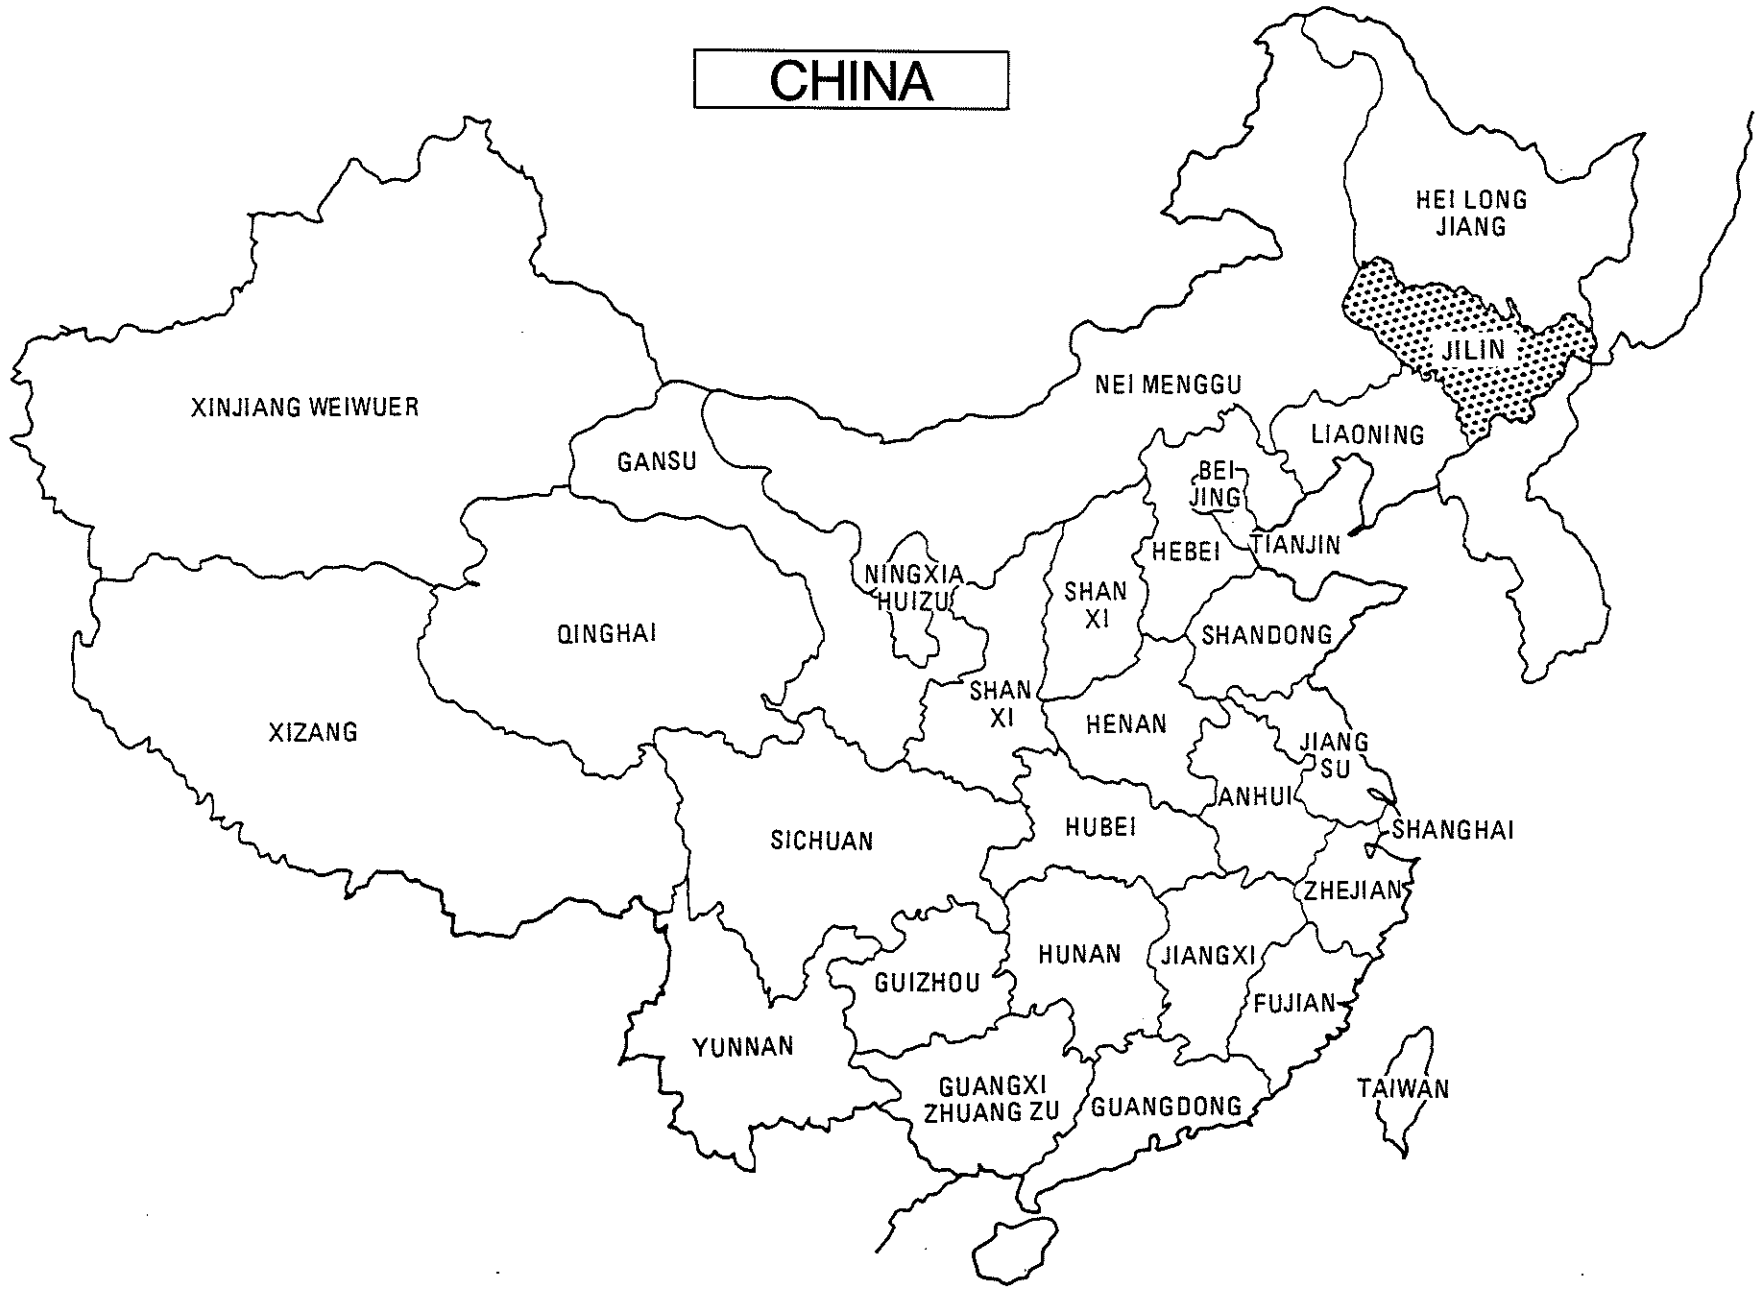 CHINA
HEI LONG
JIANG
JILIN
NEI MENGGU
XINJIANG WEIWUER
LIAONING
GANSU
BEI
JING
TIANJIN
HEBEI
NINGXIA
HUIZU
SHAN
XI
QINGHAI
SHANDONG
SHAN
XI
HENAN
XIZANG
JIANG
SU
ANHUI
HUBEI
SHANGHAI
SICHUAN
ZHEJIAN
HUNAN
JIANGXI
GUIZHOU
FUJIAN
YUNNAN
GUANGXI
ZHUANG ZU
GUANGDONG
TAIWAN